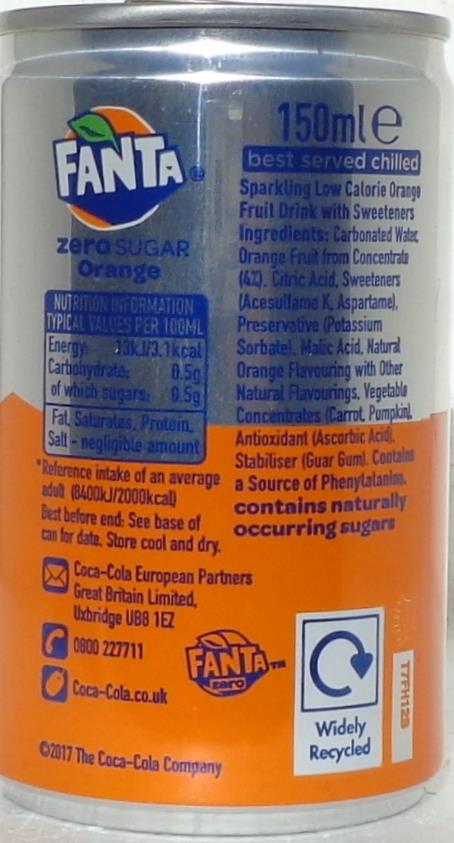 FANTA®
zero SUGAR
Orange
NUTRITION INFORMATION
TYPICAL VALUES PER 100ML
Energy: 13kJ/3.1kcal
Carbohydrate: 0.5g
of which sugars: 0.5g
Fat, Saturates, Protein,
Salt - negligible amount
*Reference intake of an average
adult (8400kJ/2000kcal)
Best before end: See base of
can for date. Store cool and dry.
Coca-Cola European Partners
Great Britain Limited,
Uxbridge UB8 1EZ
0800 227711
Coca-Cola.co.uk
©2017 The Coca-Cola Company
150ml e
best served chilled
Sparkling Low Calorie Orange
Fruit Drink with Sweeteners
Ingredients: Carbonated Water,
Orange Fruit from Concentrate
(4%), Citric Acid, Sweeteners
(Acesulfame K, Aspartame),
Preservative (Potassium
Sorbate), Malic Acid, Natural
Orange Flavouring with Other
Natural Flavourings, Vegetable
Concentrates (Carrot, Pumpkin),
Antioxidant (Ascorbic Acid),
Stabiliser (Guar Gum). Contains
a Source of Phenylalanine.
contains naturally
occurring sugars
FANTA™
zero
Widely
Recycled
T7FH12B